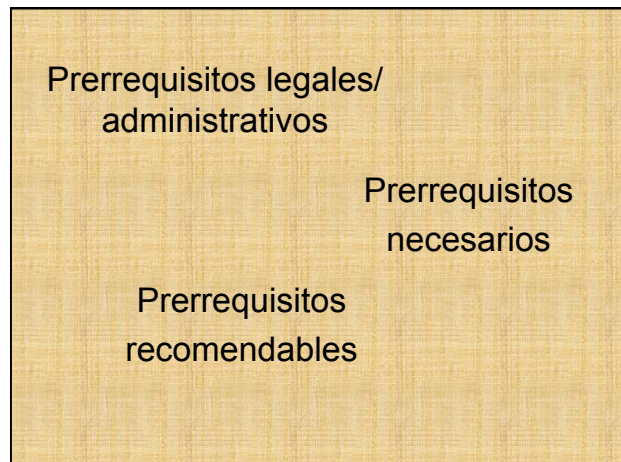 Prerrequisitos legales/
administrativos
Prerrequisitos
necesarios
Prerrequisitos
recomendables